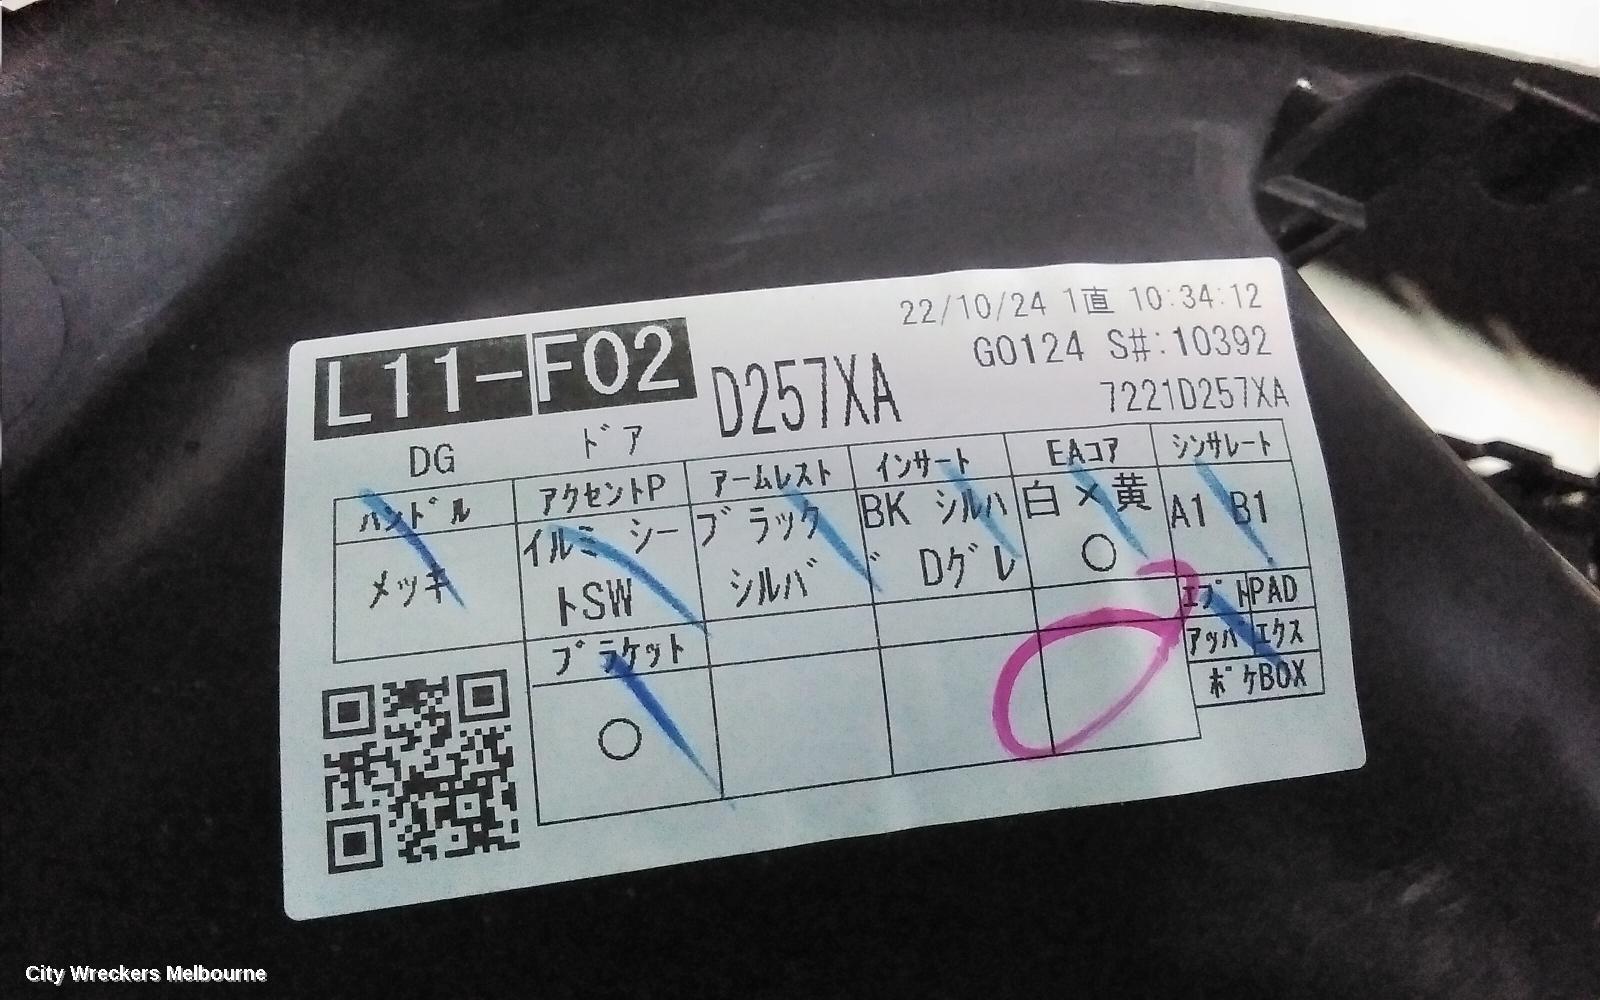 22/10/24 1直 10:34:12
L11-F02 D257XA G0124 S#:10392
7221D257XA
DG ドア
ハンドル アクセントP アームレスト インサート EAコア シンサレート
メッキ イルミ シートSW ブラック シルバ BK シルバ Dグレ 白×黄 ○ A1 B1
ブラケット ○
エプト PAD
アッパ エクス
ポケBOX
City Wreckers Melbourne